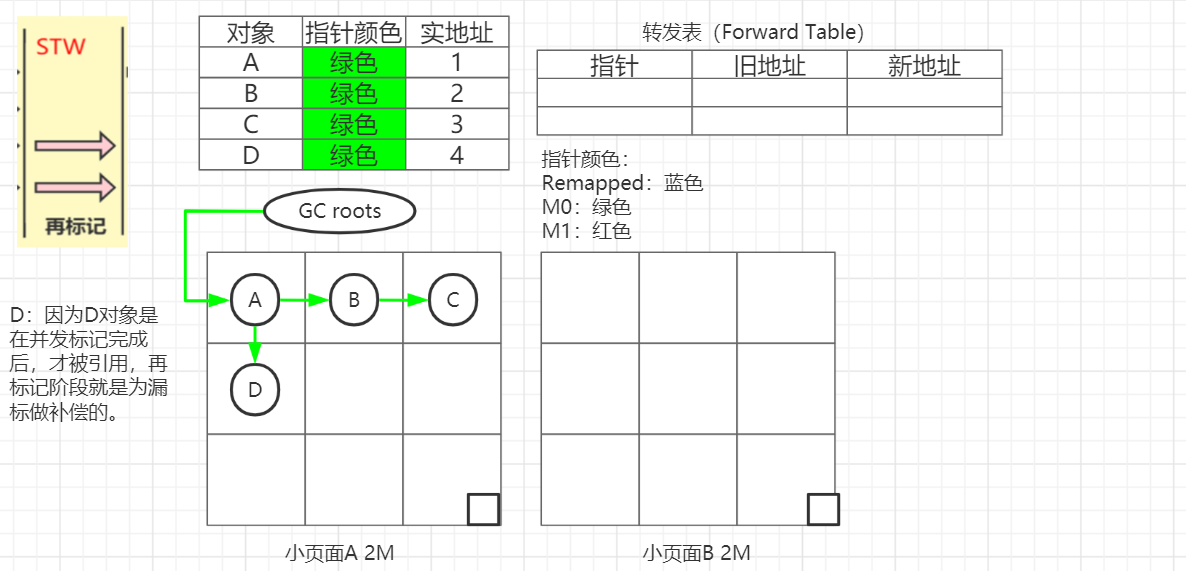 STW
再标记
对象 指针颜色 实地址
A 绿色 1
B 绿色 2
C 绿色 3
D 绿色 4
转发表（Forward Table）
指针 旧地址 新地址
指针颜色：
Remapped：蓝色
M0：绿色
M1：红色
GC roots
A B C
D
D：因为D对象是
在并发标记完成
后，才被引用，再
标记阶段就是为漏
标做补偿的。
小页面A 2M
小页面B 2M